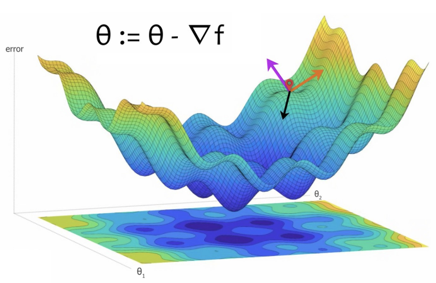 θ := θ - ∇f
error
θ₂
θ₁